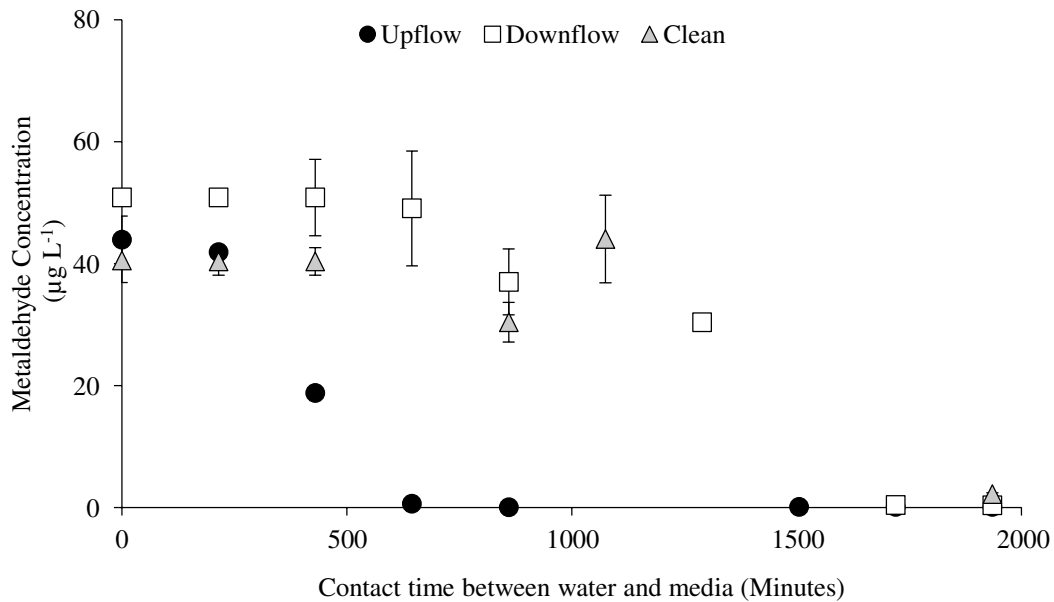 80
Upflow Downflow Clean
60
40
20
0
Metaldehyde Concentration
(µg L⁻¹)
0 500 1000 1500 2000
Contact time between water and media (Minutes)